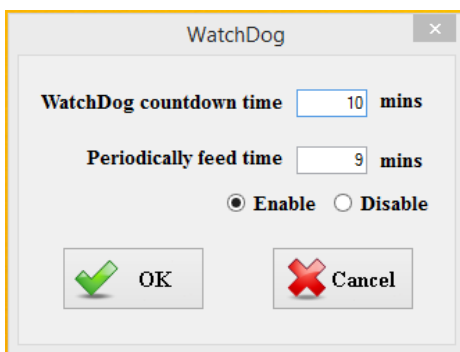 WatchDog
WatchDog countdown time 10 mins
Periodically feed time 9 mins
Enable Disable
OK Cancel